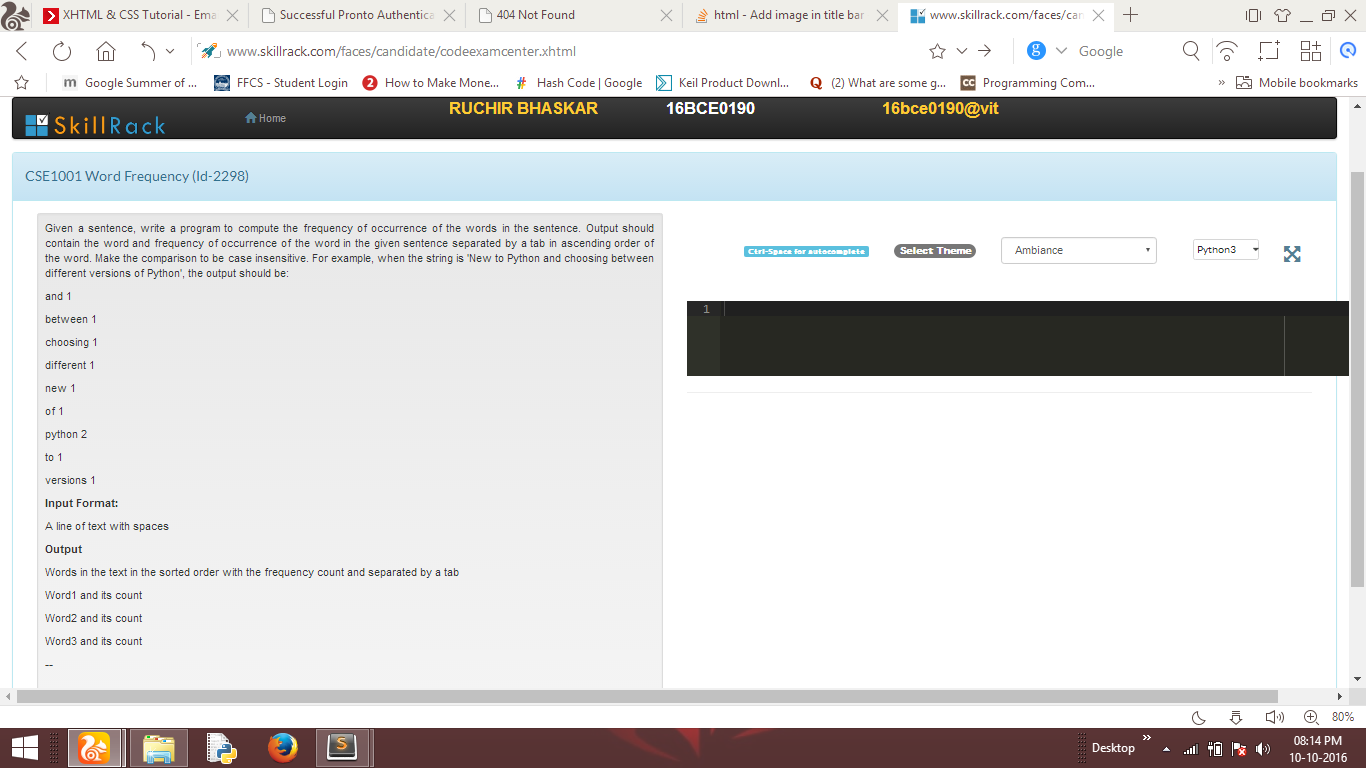 XHTML & CSS Tutorial - Ema
Successful Pronto Authentica
404 Not Found
html - Add image in title bar
www.skillrack.com/faces/can
www.skillrack.com/faces/candidate/codeexamcenter.xhtml
g
Google
m Google Summer of ...
FFCS - Student Login
2 How to Make Mone...
# Hash Code | Google
Keil Product Downl...
Q (2) What are some g...
CC Programming Com...
»
Mobile bookmarks
SkillRack
Home
RUCHIR BHASKAR
16BCE0190
16bce0190@vit
CSE1001 Word Frequency (Id-2298)
Given a sentence, write a program to compute the frequency of occurrence of the words in the sentence. Output should
contain the word and frequency of occurrence of the word in the given sentence separated by a tab in ascending order of
the word. Make the comparison to be case insensitive. For example, when the string is 'New to Python and choosing between
different versions of Python', the output should be:
and 1
between 1
choosing 1
different 1
new 1
of 1
python 2
to 1
versions 1
Input Format:
A line of text with spaces
Output
Words in the text in the sorted order with the frequency count and separated by a tab
Word1 and its count
Word2 and its count
Word3 and its count
--
Ctrl-Space for autocomplete
Select Theme
Ambiance
Python3
1
80%
S
Desktop
»
08:14 PM
10-10-2016